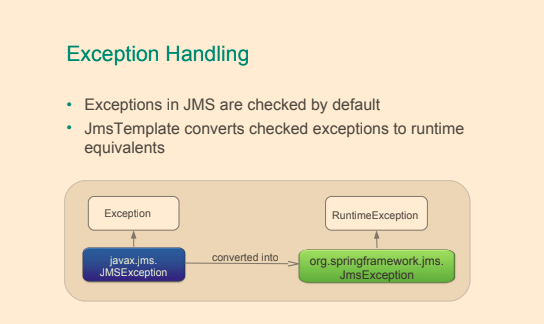 Exception Handling
• Exceptions in JMS are checked by default
• JmsTemplate converts checked exceptions to runtime
equivalents
Exception
RuntimeException
javax.jms.
JMSException
converted into
org.springframework.jms.
JmsException